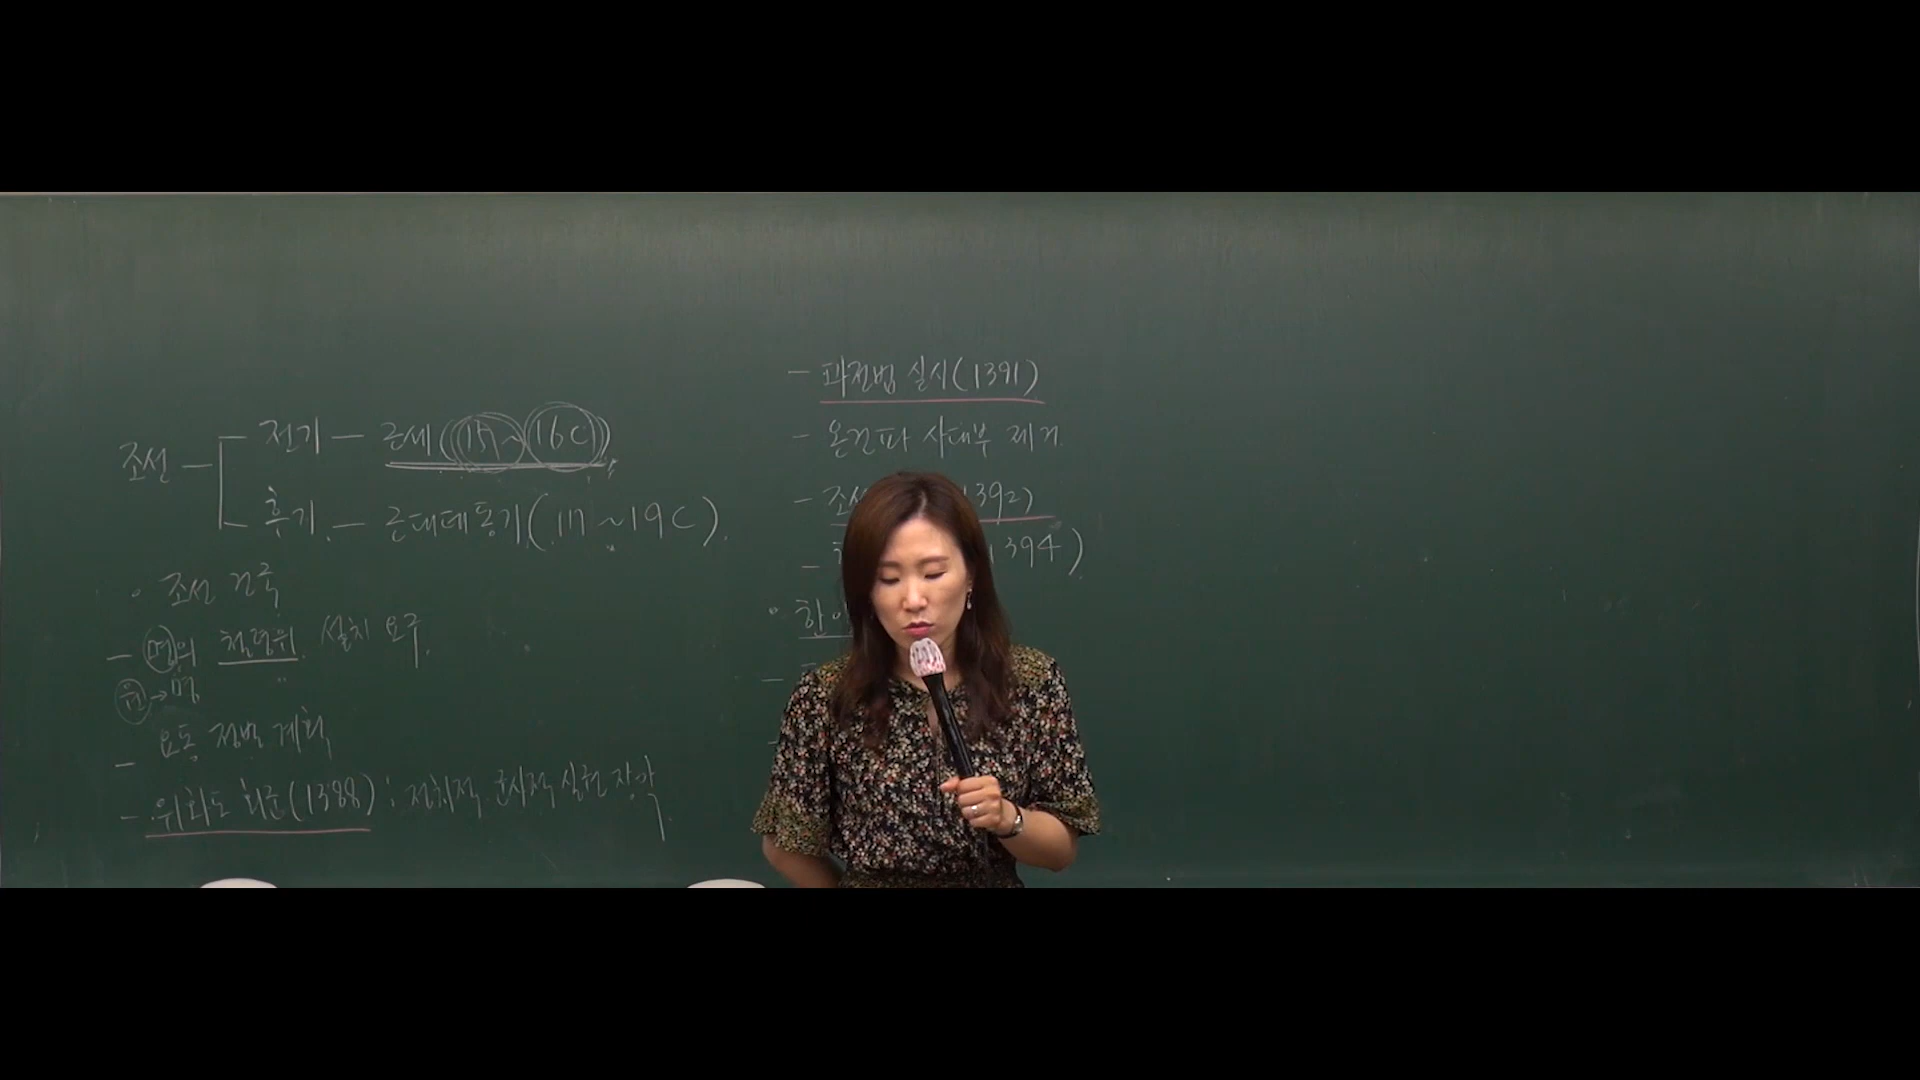 조선 - 전기 - 근세(15~16C)
후기 - 근대태동기(17~19C).
• 조선 건국
- 명의 철령위 설치 요구.
원→명
- 요동 정벌 계획
- 위화도 회군(1388) : 정치적, 군사적 실권 장악.
- 과전법 실시(1391)
- 온건파 사대부 제거.
- 조선 1392)
- 1394)
• 한